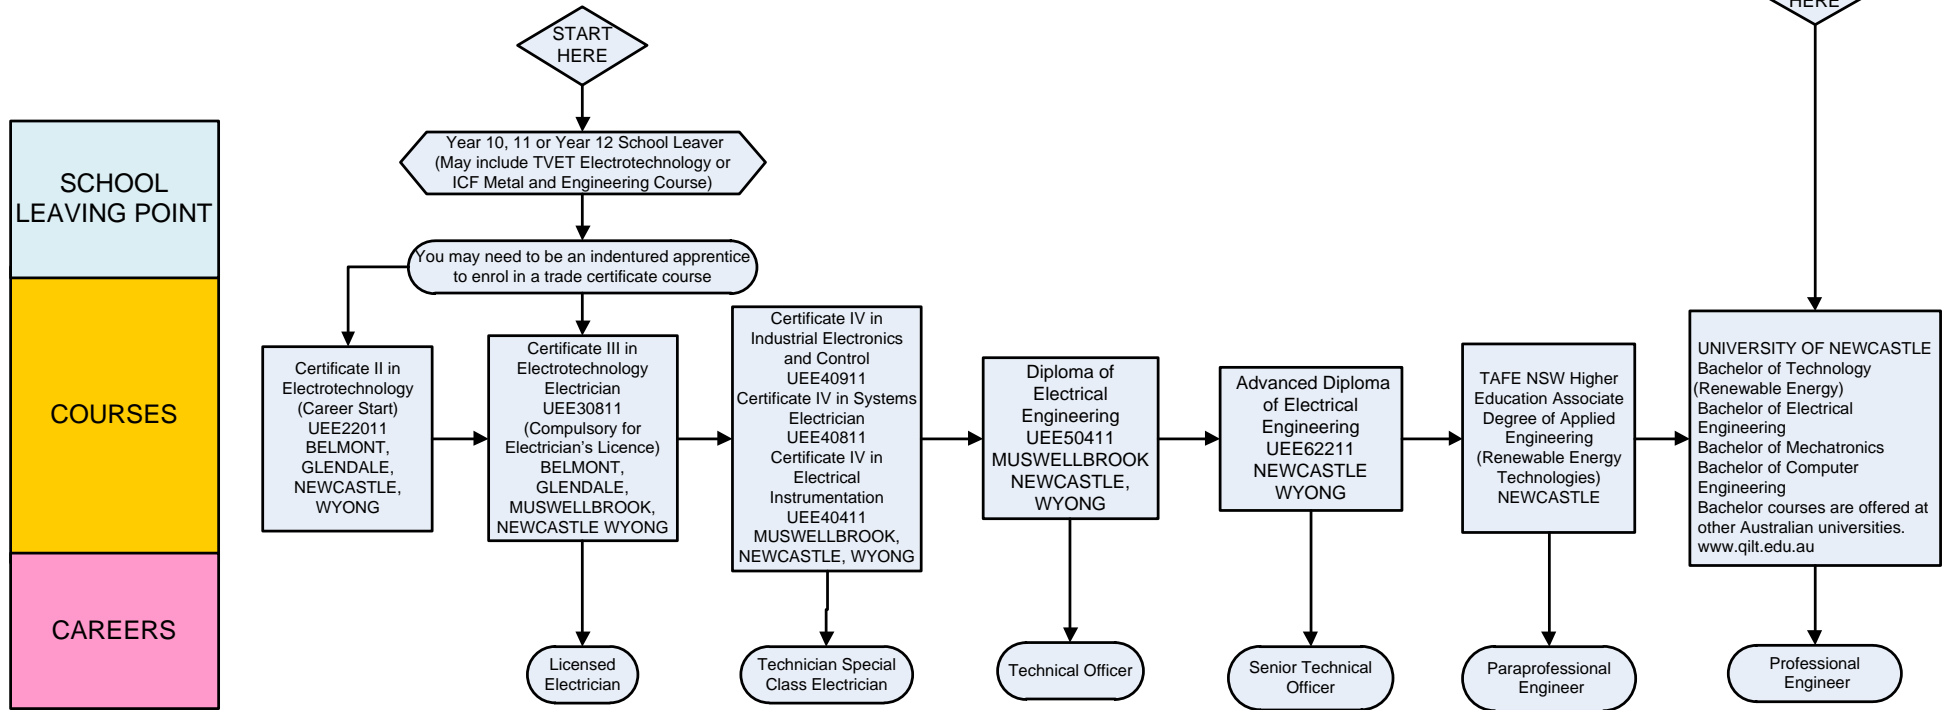 START
HERE
HERE
Year 10, 11 or Year 12 School Leaver
(May include TVET Electrotechnology or
ICF Metal and Engineering Course)
SCHOOL
LEAVING POINT
You may need to be an indentured apprentice
to enrol in a trade certificate course
COURSES
Certificate II in
Electrotechnology
(Career Start)
UEE22011
BELMONT,
GLENDALE,
NEWCASTLE,
WYONG
Certificate III in
Electrotechnology
Electrician
UEE30811
(Compulsory for
Electrician's Licence)
BELMONT,
GLENDALE,
MUSWELLBROOK,
NEWCASTLE WYONG
Certificate IV in
Industrial Electronics
and Control
UEE40911
Certificate IV in Systems
Electrician
UEE40811
Certificate IV in
Electrical
Instrumentation
UEE40411
MUSWELLBROOK,
NEWCASTLE, WYONG
Diploma of
Electrical
Engineering
UEE50411
MUSWELLBROOK
NEWCASTLE,
WYONG
Advanced Diploma
of Electrical
Engineering
UEE62211
NEWCASTLE
WYONG
TAFE NSW Higher
Education Associate
Degree of Applied
Engineering
(Renewable Energy
Technologies)
NEWCASTLE
UNIVERSITY OF NEWCASTLE
Bachelor of Technology
(Renewable Energy)
Bachelor of Electrical
Engineering
Bachelor of Mechatronics
Bachelor of Computer
Engineering
Bachelor courses are offered at
other Australian universities.
www.qilt.edu.au
CAREERS
Licensed
Electrician
Technician Special
Class Electrician
Technical Officer
Senior Technical
Officer
Paraprofessional
Engineer
Professional
Engineer